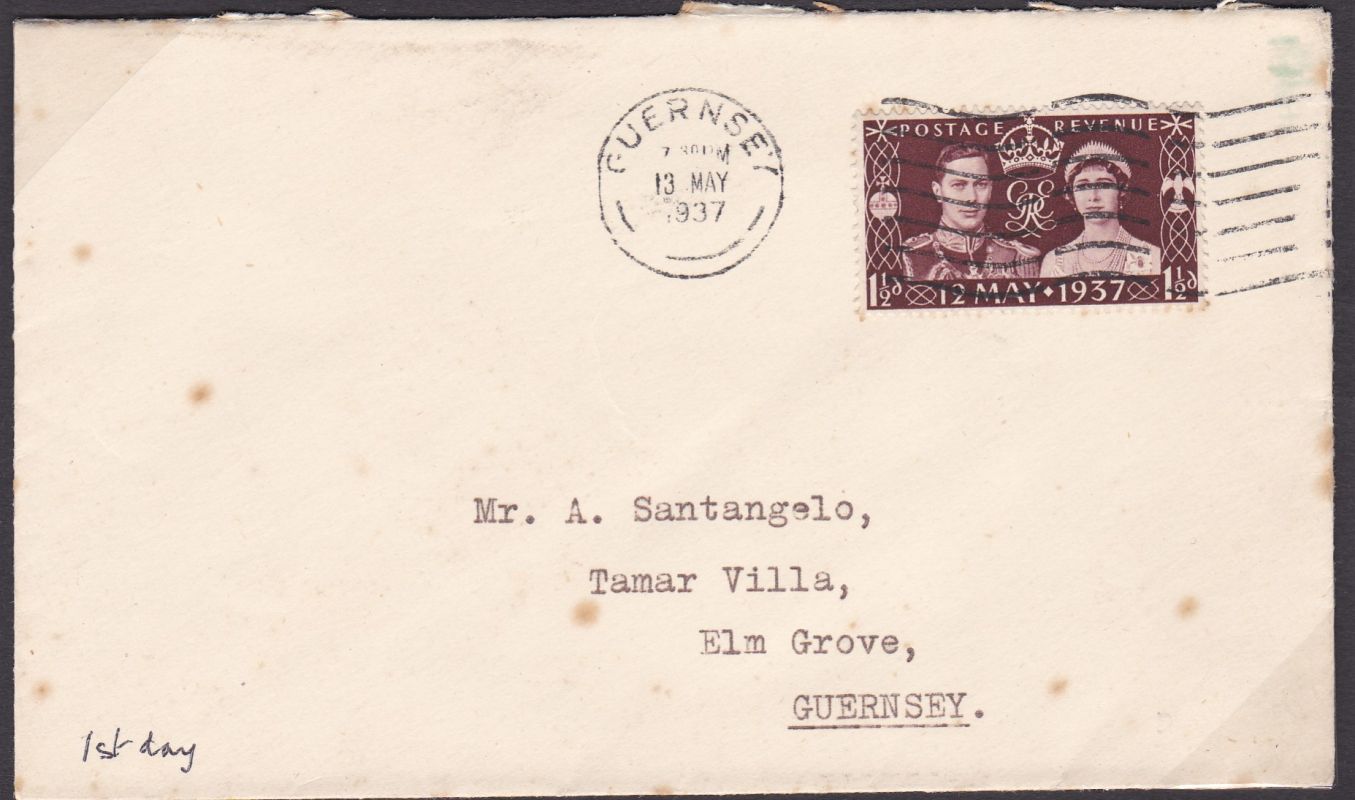 GUERNSEY
7.30PM
13 MAY
1937
POSTAGE REVENUE
1½d 12 MAY 1937 1½d
Mr. A. Santangelo,
Tamar Villa,
Elm Grove,
GUERNSEY.
1st day